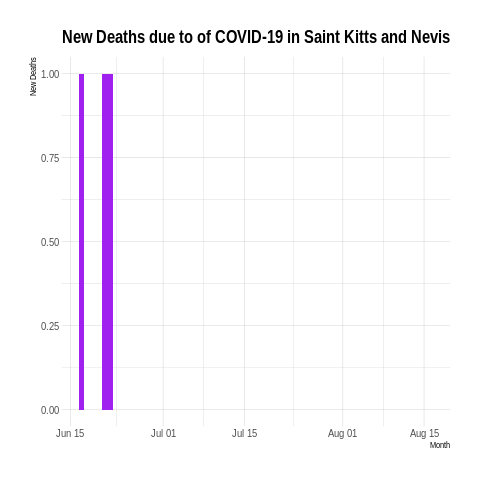 New Deaths due to of COVID-19 in Saint Kitts and Nevis
New Deaths
1.00
0.75
0.50
0.25
0.00
Jun 15 Jul 01 Jul 15 Aug 01 Aug 15
Month